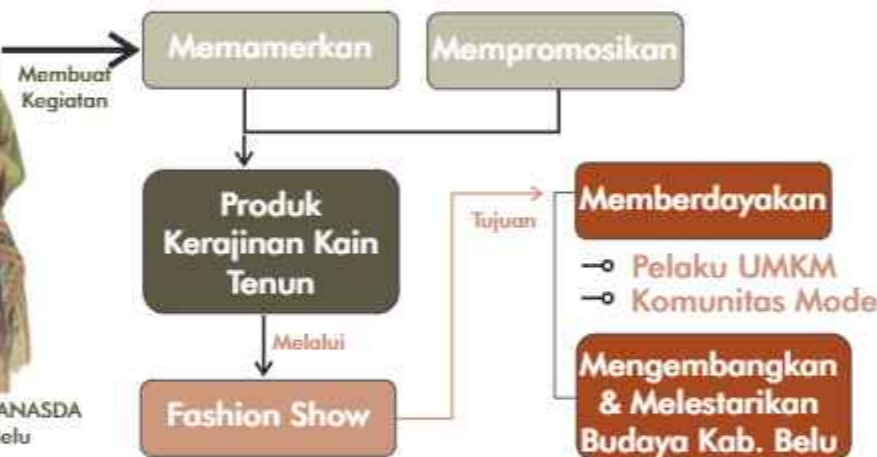 Membuat
Kegiatan
Memamerkan
Mempromosikan
Produk
Kerajinan Kain
Tenun
Melalui
Fashion Show
Tujuan
Memberdayakan
Pelaku UMKM
Komunitas Mode
Mengembangkan
& Melestarikan
Budaya Kab. Belu